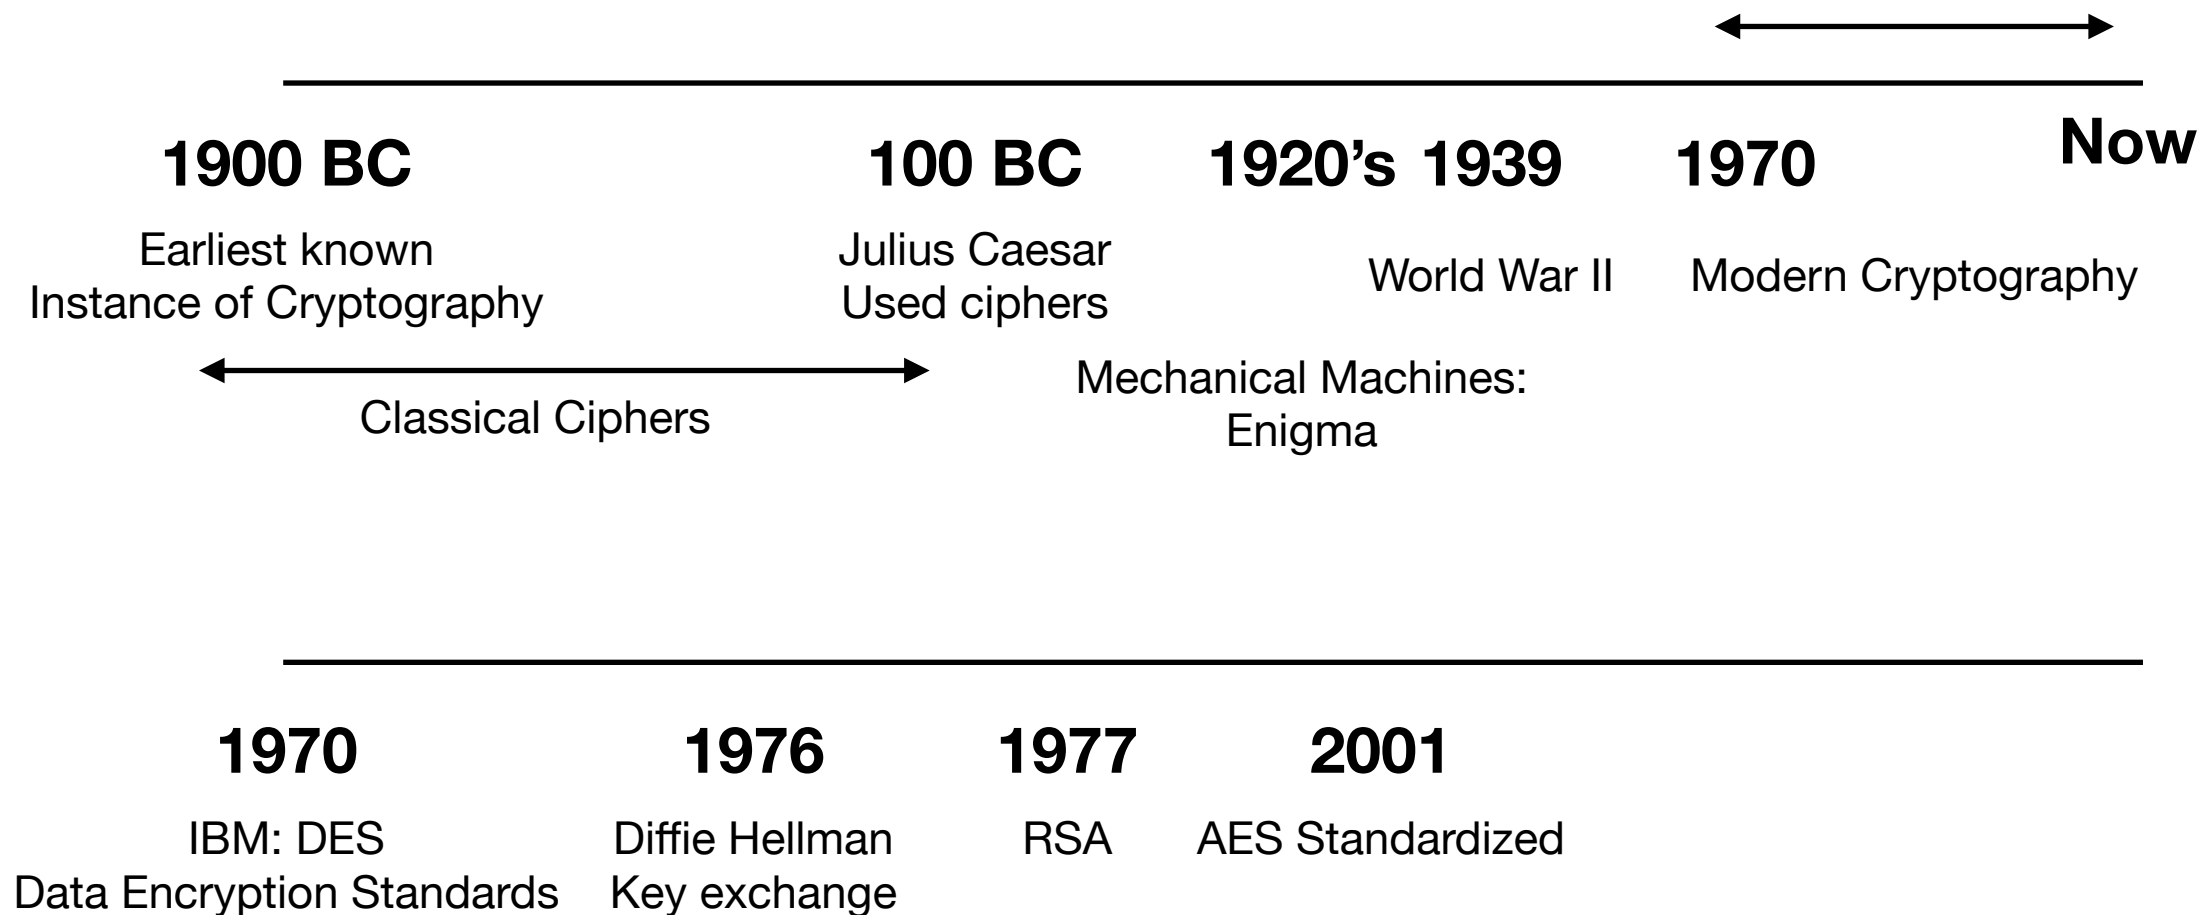 1900 BC
100 BC
1920’s
1939
1970
Now
Earliest known
Instance of Cryptography
Julius Caesar
Used ciphers
World War II
Modern Cryptography
Classical Ciphers
Mechanical Machines:
Enigma
1970
1976
1977
2001
IBM: DES
Data Encryption Standards
Diffie Hellman
Key exchange
RSA
AES Standardized